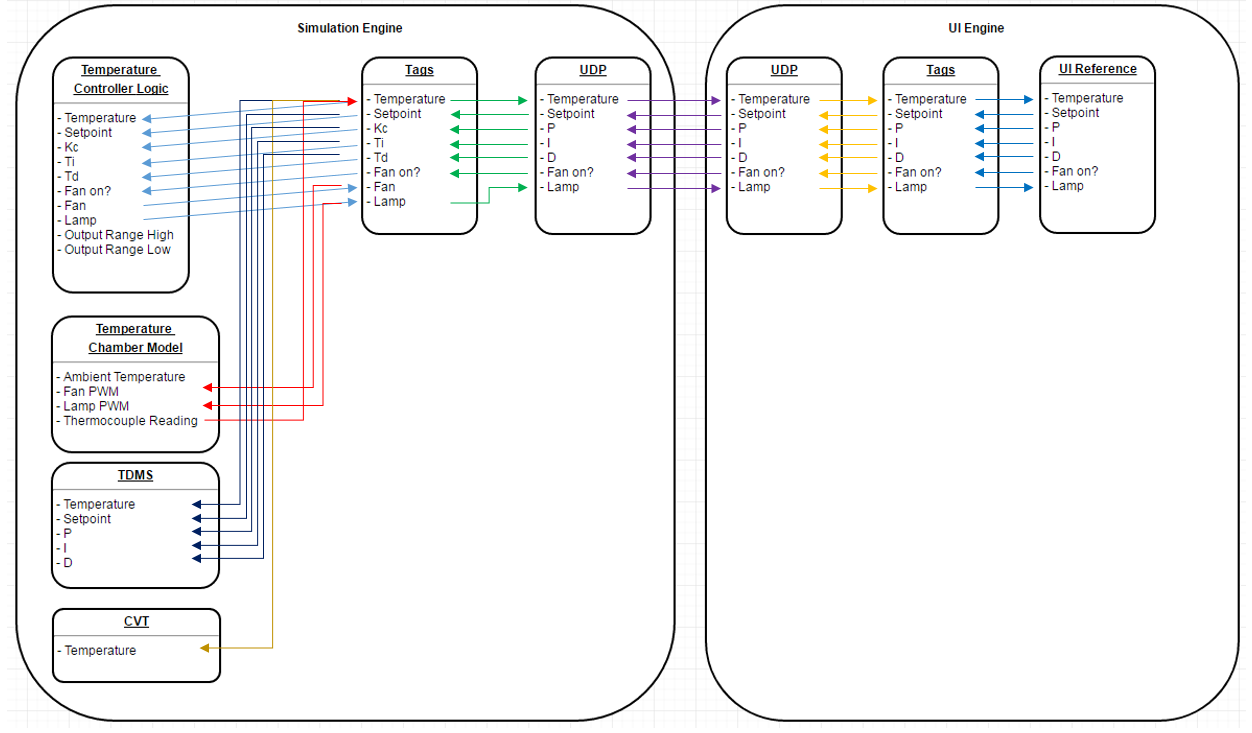 Simulation Engine
Temperature
Controller Logic
- Temperature
- Setpoint
- Kc
- Ti
- Td
- Fan on?
- Fan
- Lamp
- Output Range High
- Output Range Low
Tags
- Temperature
- Setpoint
- Kc
- Ti
- Td
- Fan on?
- Fan
- Lamp
UDP
- Temperature
- Setpoint
- P
- I
- D
- Fan on?
- Lamp
Temperature
Chamber Model
- Ambient Temperature
- Fan PWM
- Lamp PWM
- Thermocouple Reading
TDMS
- Temperature
- Setpoint
- P
- I
- D
CVT
- Temperature
UI Engine
UDP
- Temperature
- Setpoint
- P
- I
- D
- Fan on?
- Lamp
Tags
- Temperature
- Setpoint
- P
- I
- D
- Fan on?
- Lamp
UI Reference
- Temperature
- Setpoint
- P
- I
- D
- Fan on?
- Lamp